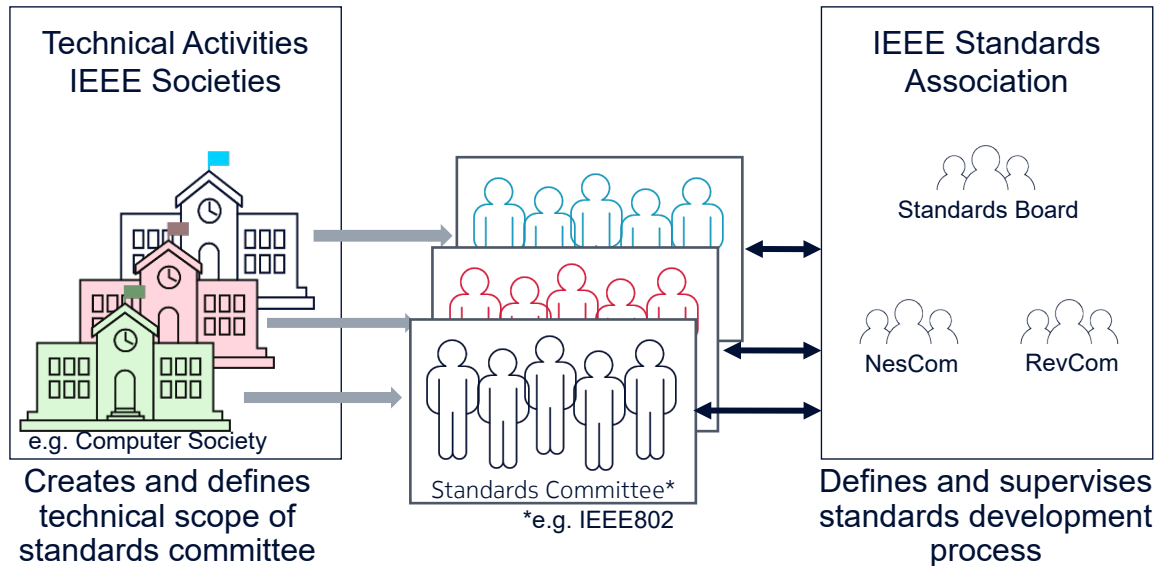 Technical Activities
IEEE Societies
e.g. Computer Society
Creates and defines
technical scope of
standards committee
Standards Committee*
*e.g. IEEE802
IEEE Standards
Association
Standards Board
NesCom
RevCom
Defines and supervises
standards development
process